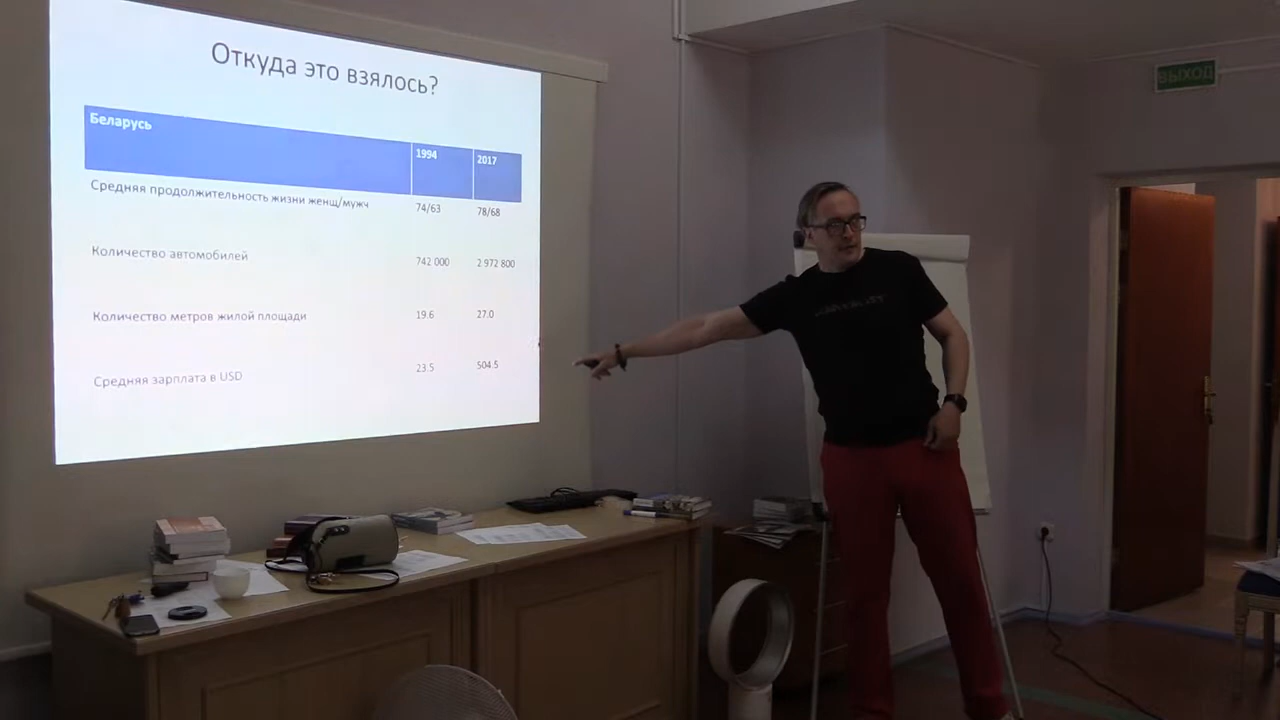 Откуда это взялось?
Беларусь 1994 2017
Средняя продолжительность жизни женщ/мужч 74/63 78/68
Количество автомобилей 742 000 2 972 800
Количество метров жилой площади 19.6 27.0
Средняя зарплата в USD 23.5 504.5
ВЫХОД